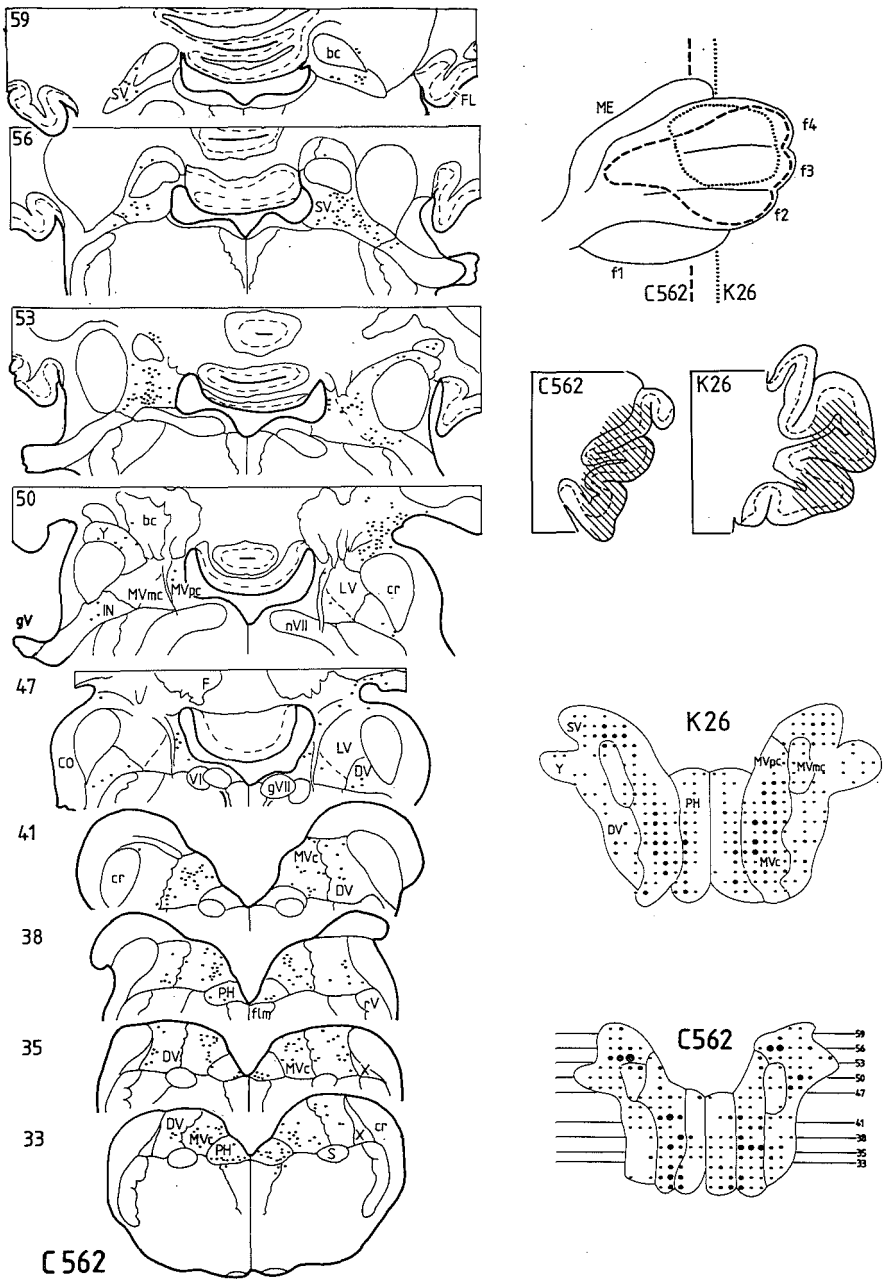 59
bc
SV
FL
56
SV
53
50
bc
Y
MVmc
MVpc
LV
cr
IN
gV
nVII
47
F
CO
LV
DV
VI
gVII
41
cr
MVc
DV
38
PH
flm
rV
35
DV
MVc
X
33
DV
MVc
PH
S
X
cr
C562
ME
f4
f3
f2
f1
C562
K26
C562
K26
K26
SV
Y
MVpc
MVmc
PH
DV
MVc
C562
59
56
53
50
47
41
38
35
33